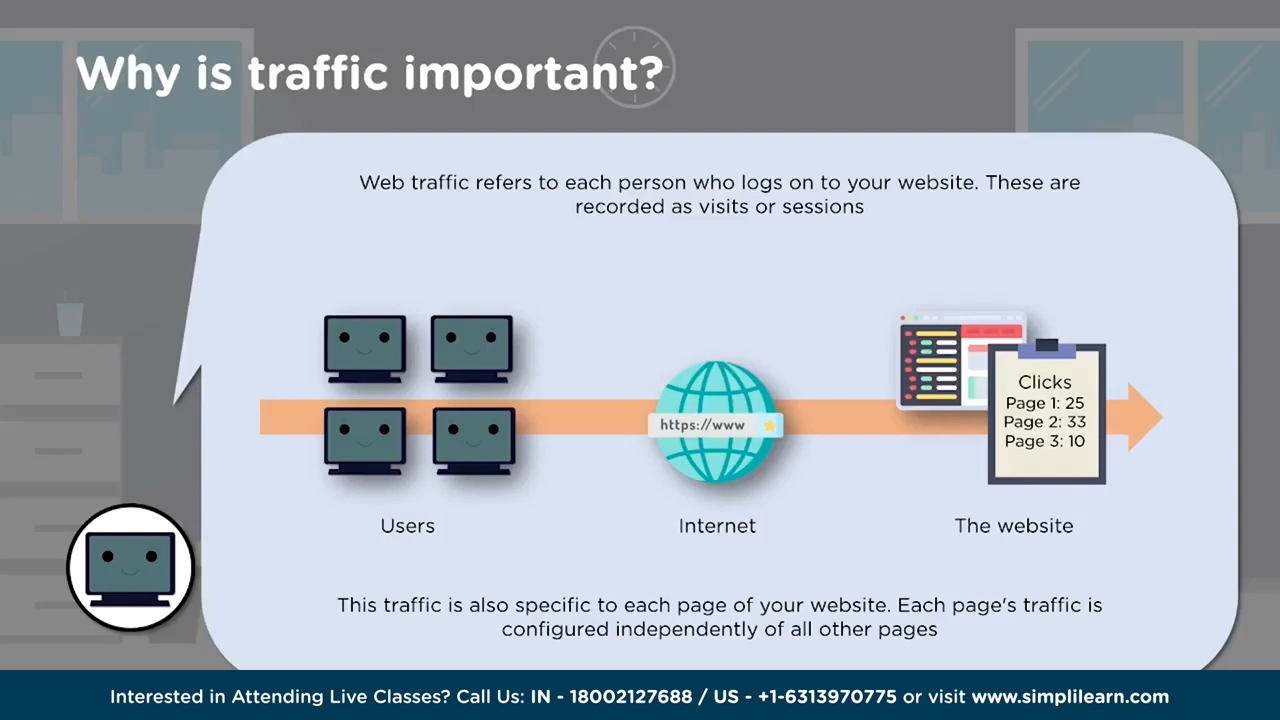 Why is traffic important?
Web traffic refers to each person who logs on to your website. These are
recorded as visits or sessions
https://www
Clicks
Page 1: 25
Page 2: 33
Page 3: 10
Users
Internet
The website
This traffic is also specific to each page of your website. Each page's traffic is
configured independently of all other pages
Interested in Attending Live Classes? Call Us: IN - 18002127688 / US - +1-6313970775 or visit www.simplilearn.com